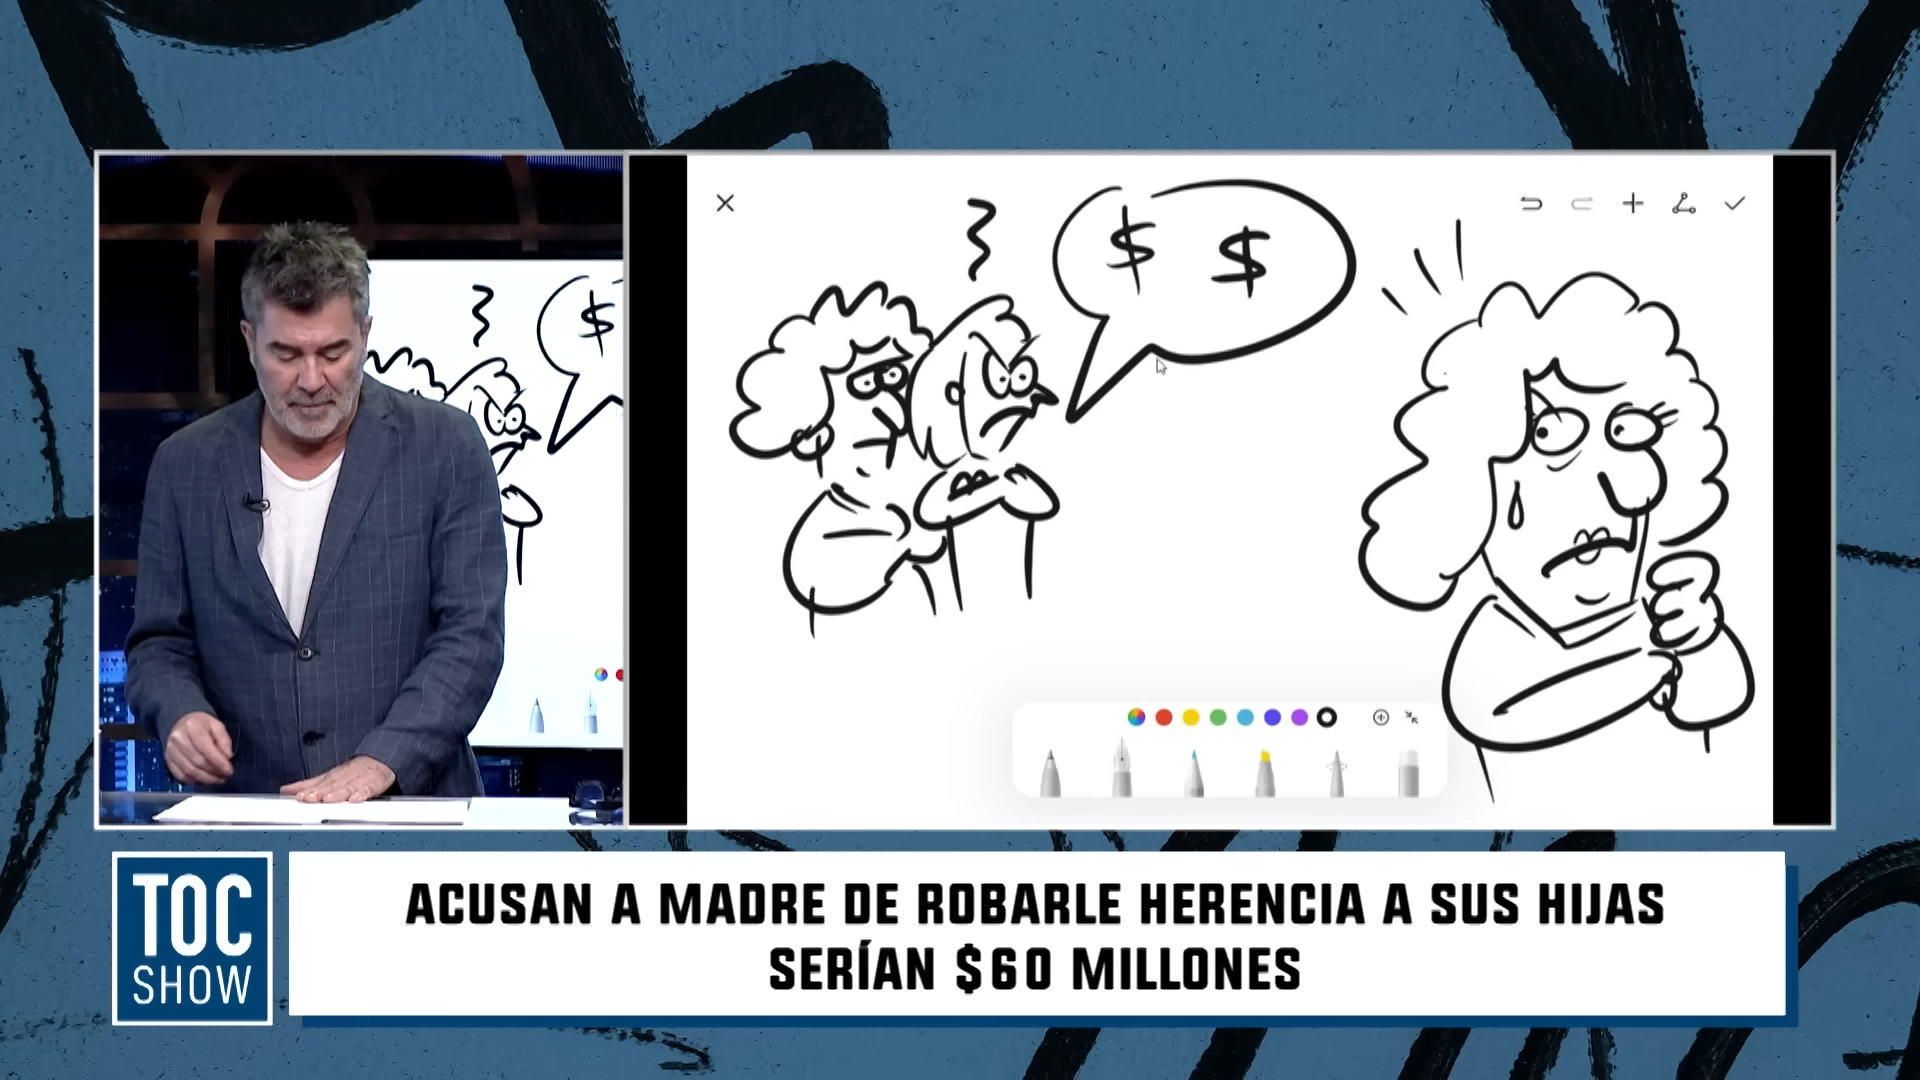 $ $
$
TOC
SHOW
ACUSAN A MADRE DE ROBARLE HERENCIA A SUS HIJAS
SERÍAN $60 MILLONES